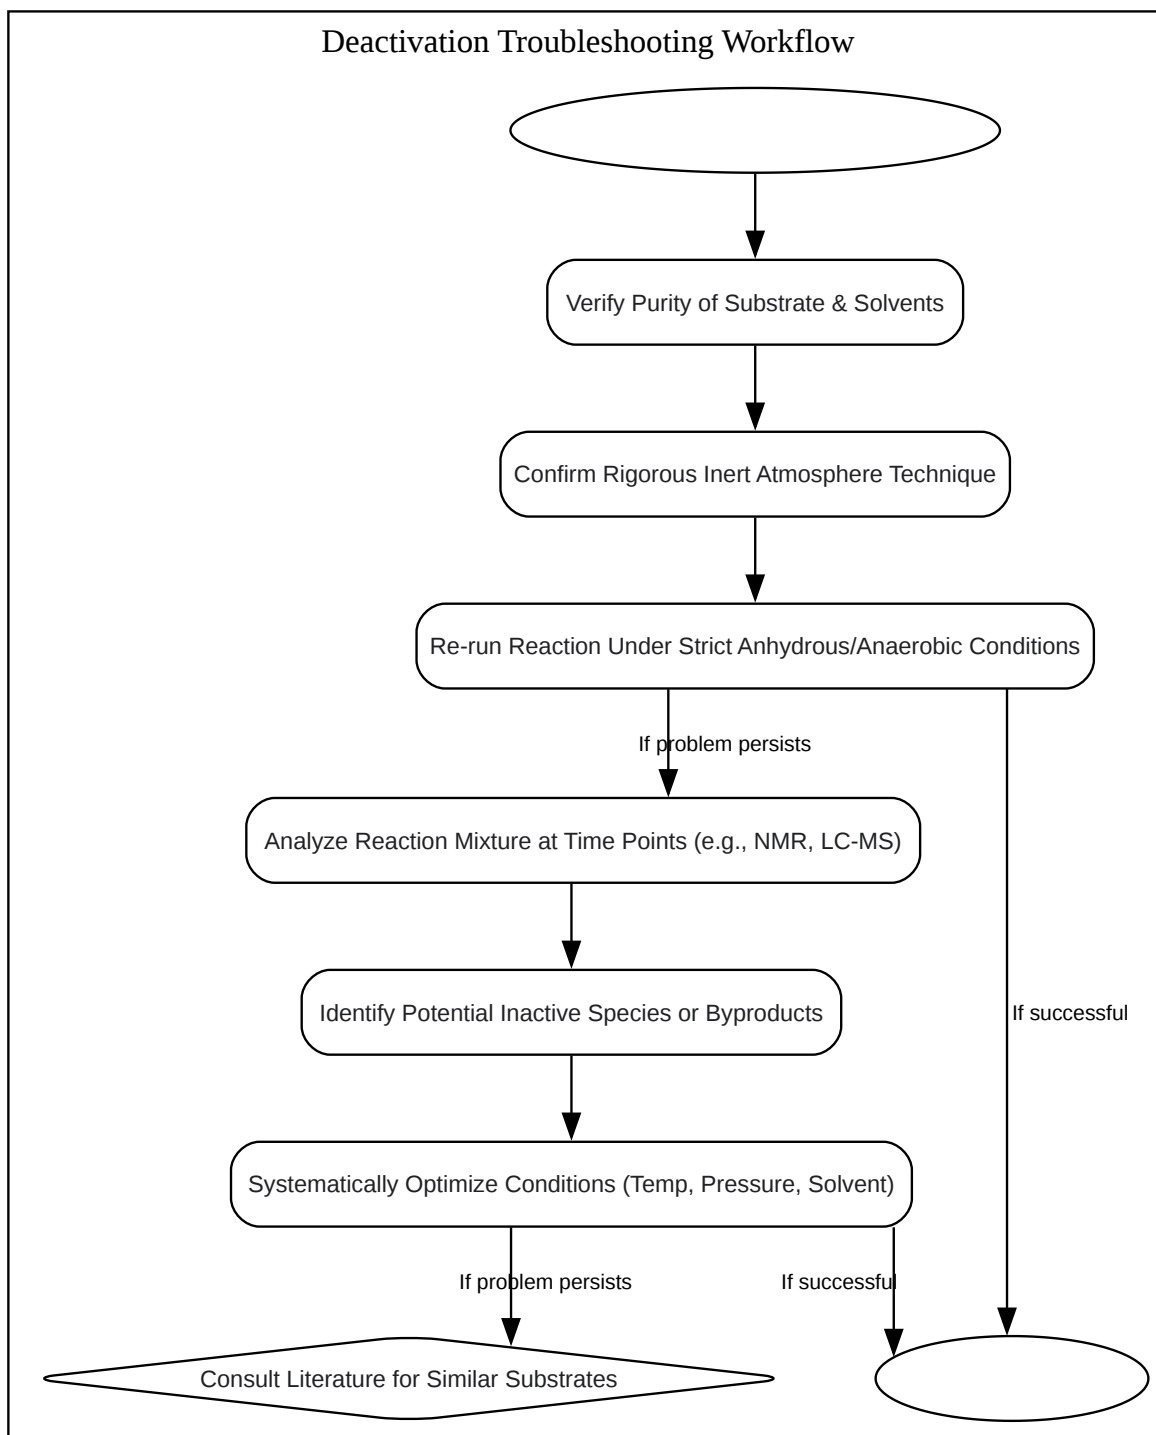 Deactivation Troubleshooting Workflow
Verify Purity of Substrate & Solvents
Confirm Rigorous Inert Atmosphere Technique
Re-run Reaction Under Strict Anhydrous/Anaerobic Conditions
If problem persists
Analyze Reaction Mixture at Time Points (e.g., NMR, LC-MS)
Identify Potential Inactive Species or Byproducts
If successful
Systematically Optimize Conditions (Temp, Pressure, Solvent)
If problem persists
If successful
Consult Literature for Similar Substrates